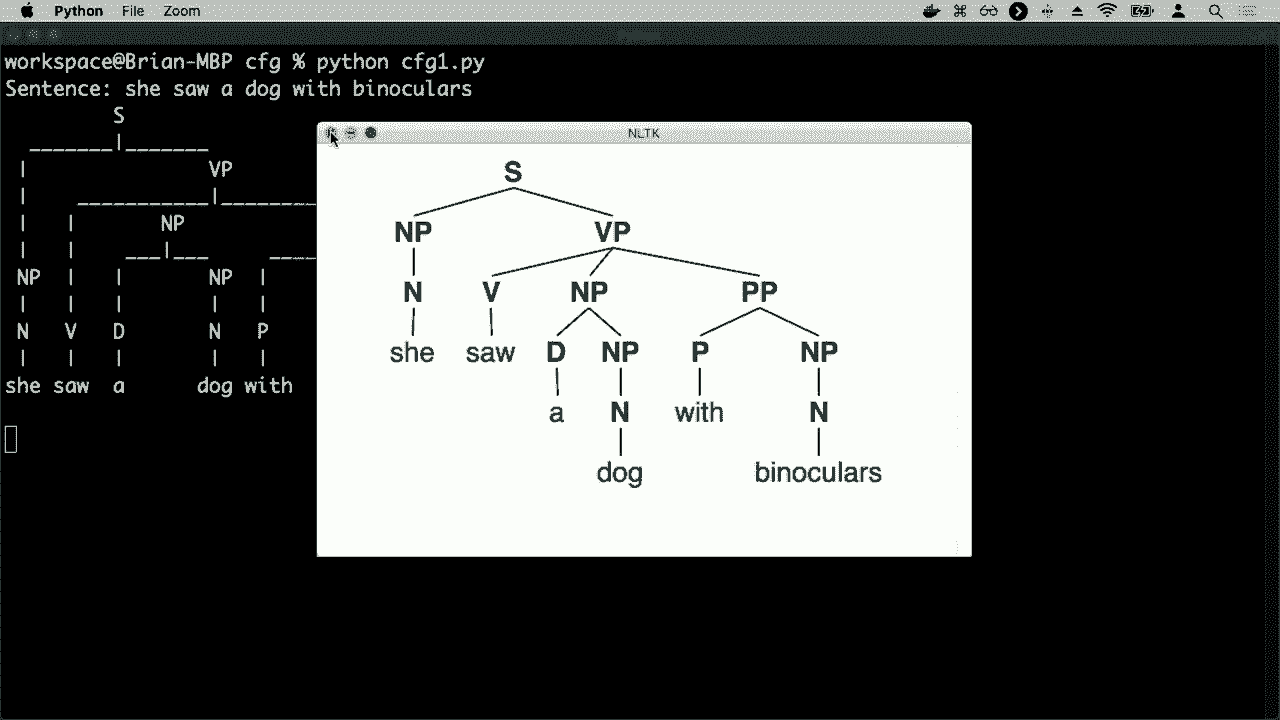 Python File Zoom
workspace@Brian-MBP cfg % python cfg1.py
Sentence: she saw a dog with binoculars
S
VP
NP
NP NP
N V D N P
she saw a dog with
NLTK
S
NP VP
N V NP PP
she saw D NP P NP
a N with N
dog binoculars